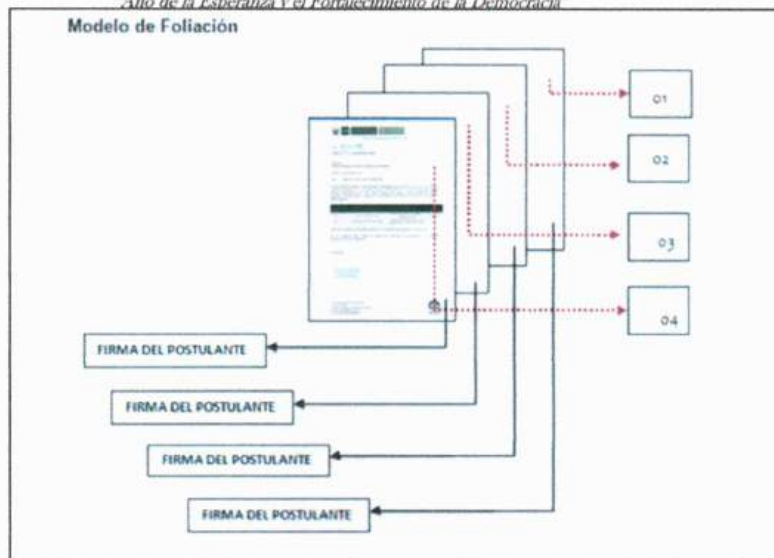 Año de la Esperanza y el Fortalecimiento de la Democracia
Modelo de Foliación
01
02
03
04
FIRMA DEL POSTULANTE
FIRMA DEL POSTULANTE
FIRMA DEL POSTULANTE
FIRMA DEL POSTULANTE